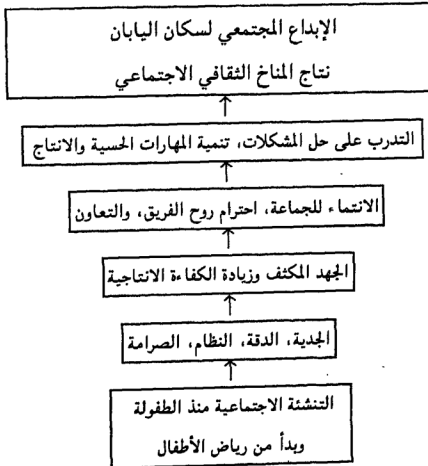 الإبداع المجتمعي لسكان اليابان
نتاج المناخ الثقافي الاجتماعي
التدرب على حل المشكلات، تنمية المهارات الحسية والانتاج
الانتماء للجماعة، احترام روح الفريق، والتعاون
الجهد المكثف وزيادة الكفاءة الانتاجية
الجدية، الدقة، النظام، الصرامة
التنشئة الاجتماعية منذ الطفولة
وبدأ من رياض الأطفال